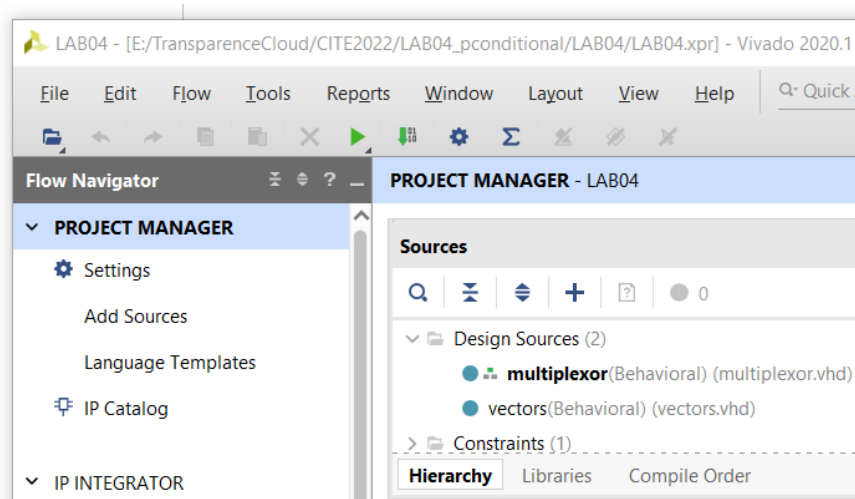 LAB04 - [E:/TransparenceCloud/CITE2022/LAB04_pconditional/LAB04/LAB04.xpr] - Vivado 2020.1
File Edit Flow Tools Reports Window Layout View Help Quick
Flow Navigator ?
PROJECT MANAGER - LAB04
PROJECT MANAGER
Settings
Add Sources
Language Templates
IP Catalog
IP INTEGRATOR
Sources
? 0
Design Sources (2)
multiplexor(Behavioral) (multiplexor.vhd)
vectors(Behavioral) (vectors.vhd)
Constraints (1)
Hierarchy Libraries Compile Order